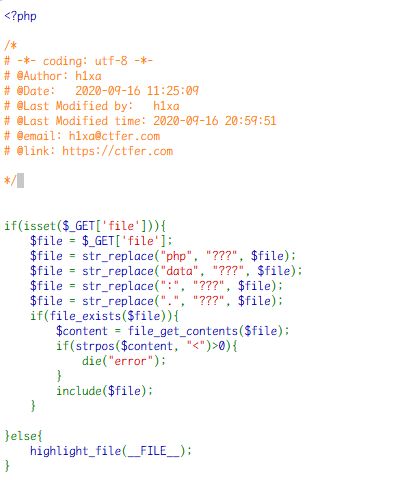 <?php
/*
# -*- coding: utf-8 -*-
# @Author: h1xa
# @Date:   2020-09-16 11:25:09
# @Last Modified by:   h1xa
# @Last Modified time: 2020-09-16 20:59:51
# @email: h1xa@ctfer.com
# @link: https://ctfer.com
*/
if(isset($_GET['file'])){
    $file = $_GET['file'];
    $file = str_replace("php", "???", $file);
    $file = str_replace("data", "???", $file);
    $file = str_replace(":", "???", $file);
    $file = str_replace(".", "???", $file);
    if(file_exists($file)){
        $content = file_get_contents($file);
        if(strpos($content, "<")>0){
            die("error");
        }
        include($file);
    }
}else{
    highlight_file(__FILE__);
}